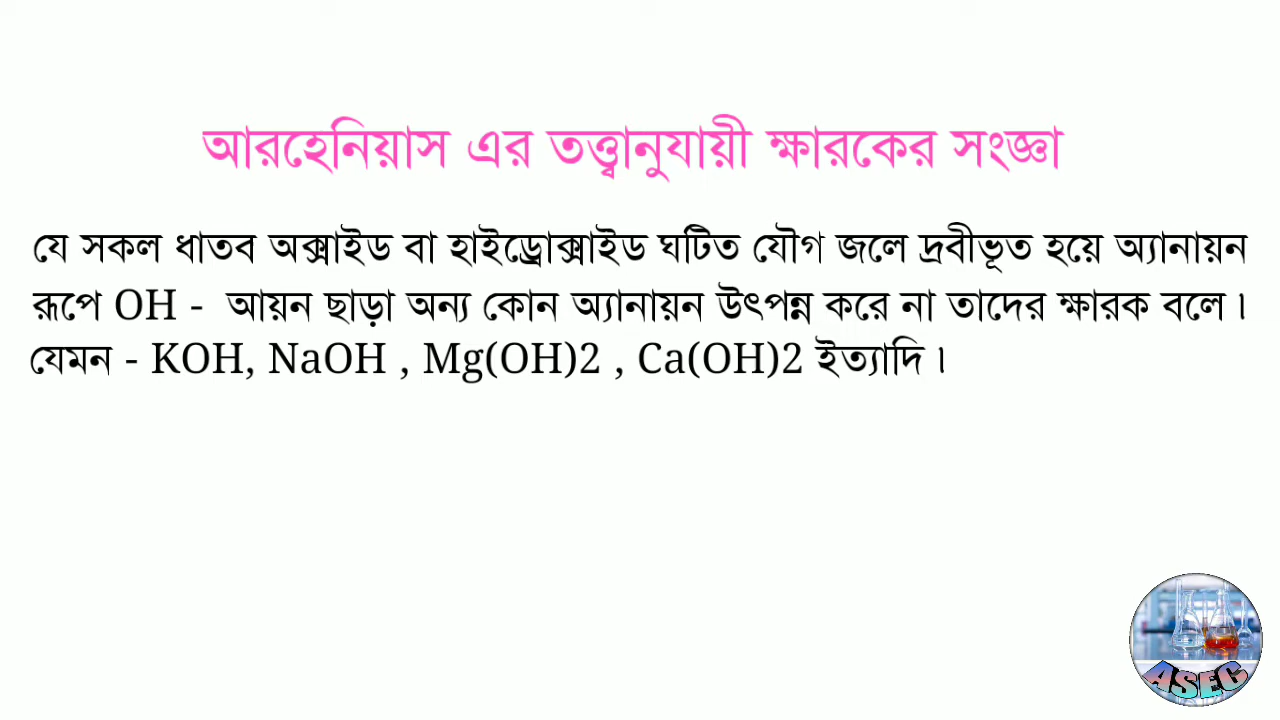 আরহেনিয়াস এর তত্ত্বানুযায়ী ক্ষারকের সংজ্ঞা
যে সকল ধাতব অক্সাইড বা হাইড্রোক্সাইড ঘটিত যৌগ জলে দ্রবীভূত হয়ে অ্যানায়ন
রূপে OH - আয়ন ছাড়া অন্য কোন অ্যানায়ন উৎপন্ন করে না তাদের ক্ষারক বলে ৷
যেমন - KOH, NaOH , Mg(OH)2 , Ca(OH)2 ইত্যাদি ৷
ASEC